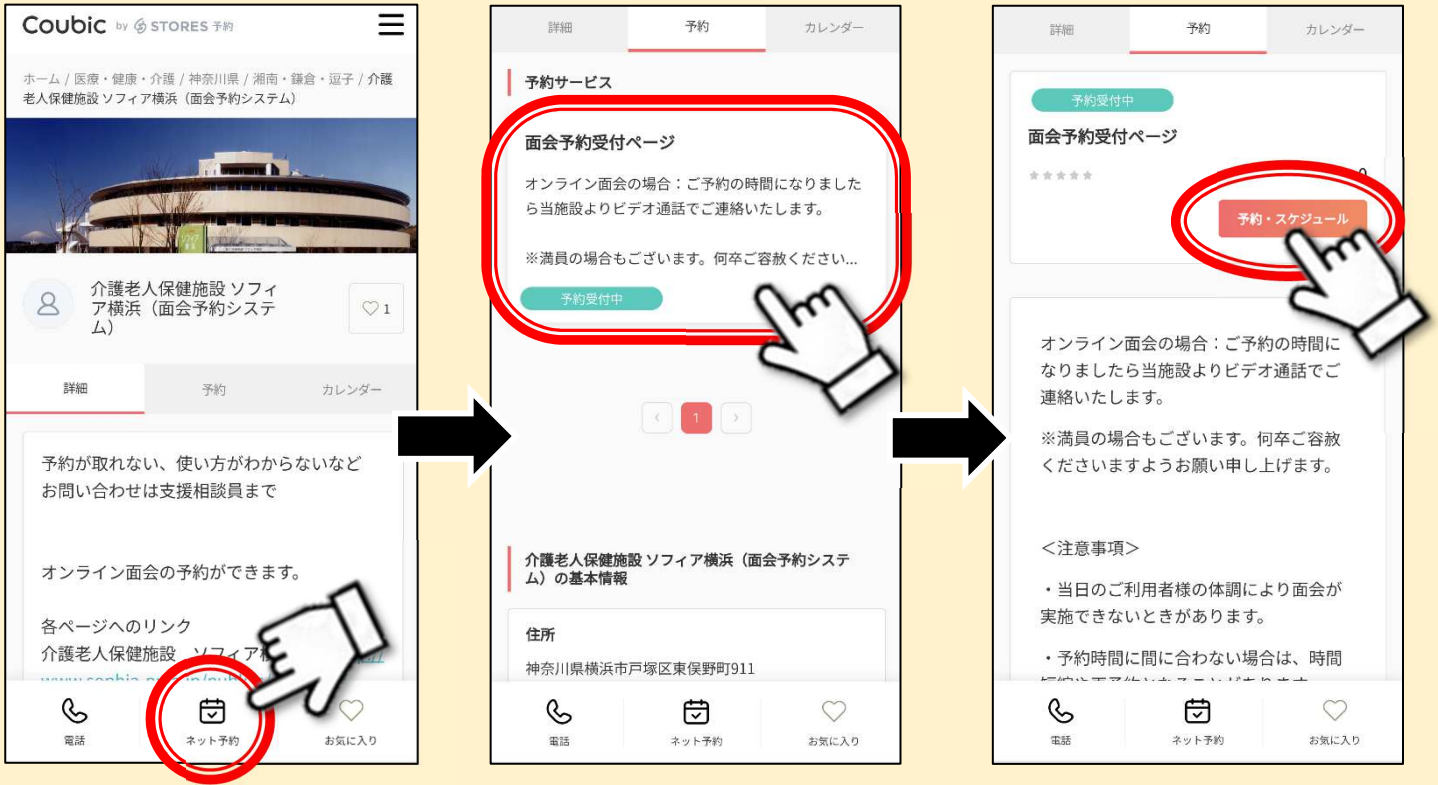 Coubic by STORES 予約
ホーム / 医療・健康・介護 / 神奈川県 / 湘南・鎌倉・逗子 / 介護
老人保健施設 ソフィア横浜（面会予約システム）
介護老人保健施設 ソフィ
ア横浜（面会予約システ
ム）
♡ 1
詳細 予約 カレンダー
予約が取れない、使い方がわからないなど
お問い合わせは支援相談員まで
オンライン面会の予約ができます。
各ページへのリンク
介護老人保健施設 ソフィア
電話 ネット予約 お気に入り
詳細 予約 カレンダー
予約サービス
面会予約受付ページ
オンライン面会の場合：ご予約の時間になりました
ら当施設よりビデオ通話でご連絡いたします。
※満員の場合もございます。何卒ご容赦ください...
予約受付中
‹ 1 ›
介護老人保健施設 ソフィア横浜（面会予約システ
ム）の基本情報
住所
神奈川県横浜市戸塚区東俣野町911
電話 ネット予約 お気に入り
詳細 予約 カレンダー
予約受付中
面会予約受付ページ
★★★★★
予約・スケジュール
オンライン面会の場合：ご予約の時間に
なりましたら当施設よりビデオ通話でご
連絡いたします。
※満員の場合もございます。何卒ご容赦
くださいますようお願い申し上げます。
＜注意事項＞
・当日のご利用者様の体調により面会が
実施できないときがあります。
・予約時間に間に合わない場合は、時間
電話 ネット予約 お気に入り